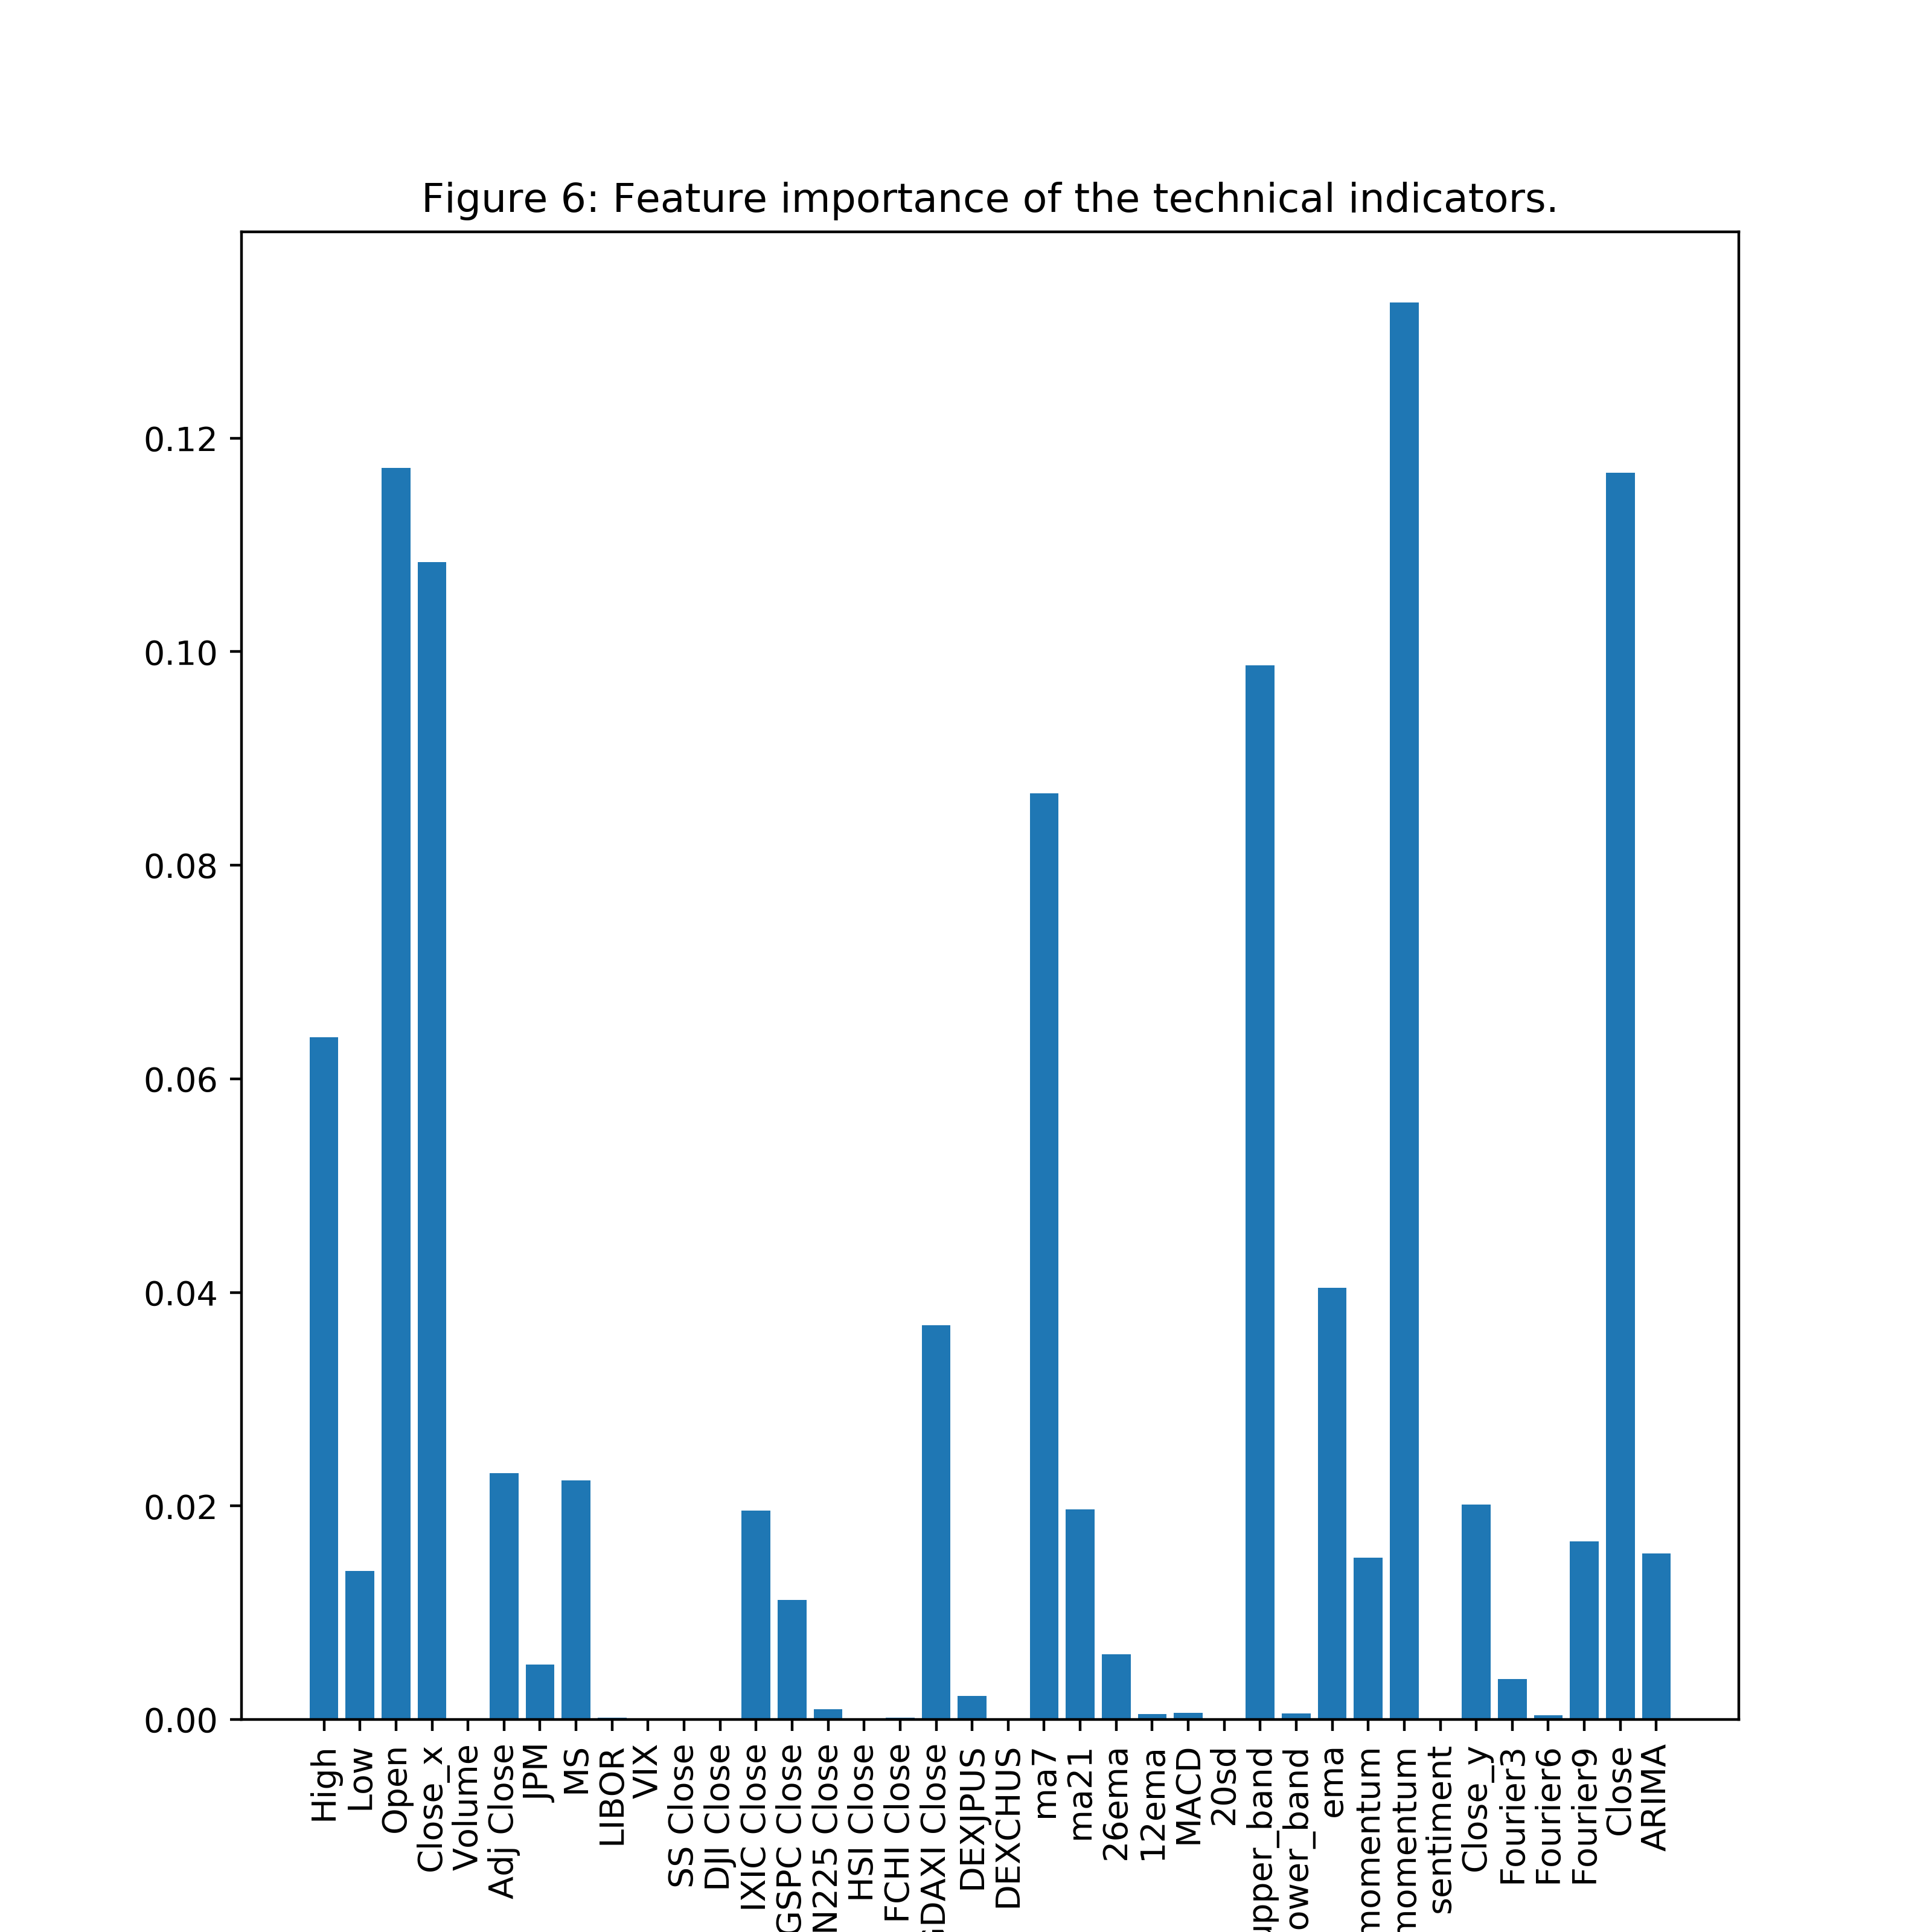 Figure 6: Feature importance of the technical indicators.
0.12
0.10
0.08
0.06
0.04
0.02
0.00
High
Low
Open
Close_x
Volume
Adj Close
JPM
MS
LIBOR
VIX
SS Close
DJI Close
IXIC Close
GSPC Close
N225 Close
HSI Close
FCHI Close
GDAXI Close
DEXJPUS
DEXCHUS
ma7
ma21
26ema
12ema
MACD
20sd
upper_band
ower_band
ema
momentum
momentum
sentiment
Close_y
Fourier3
Fourier6
Fourier9
Close
ARIMA